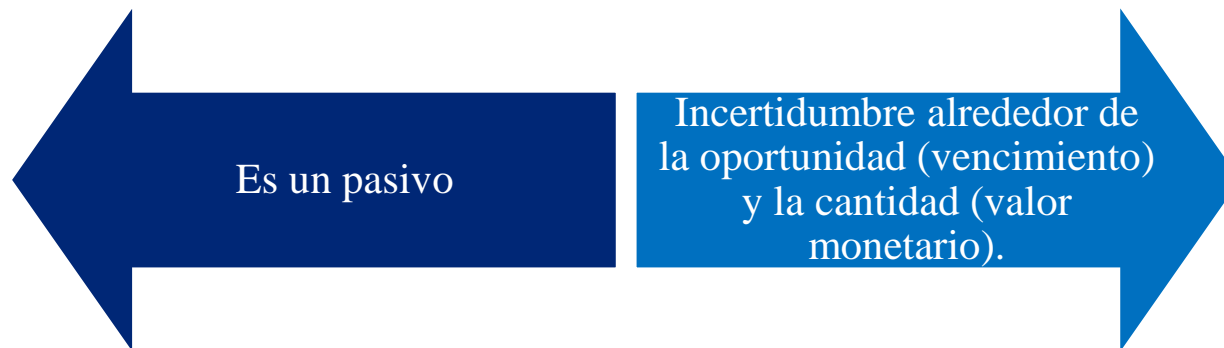 Es un pasivo
Incertidumbre alrededor de
la oportunidad (vencimiento)
y la cantidad (valor
monetario).